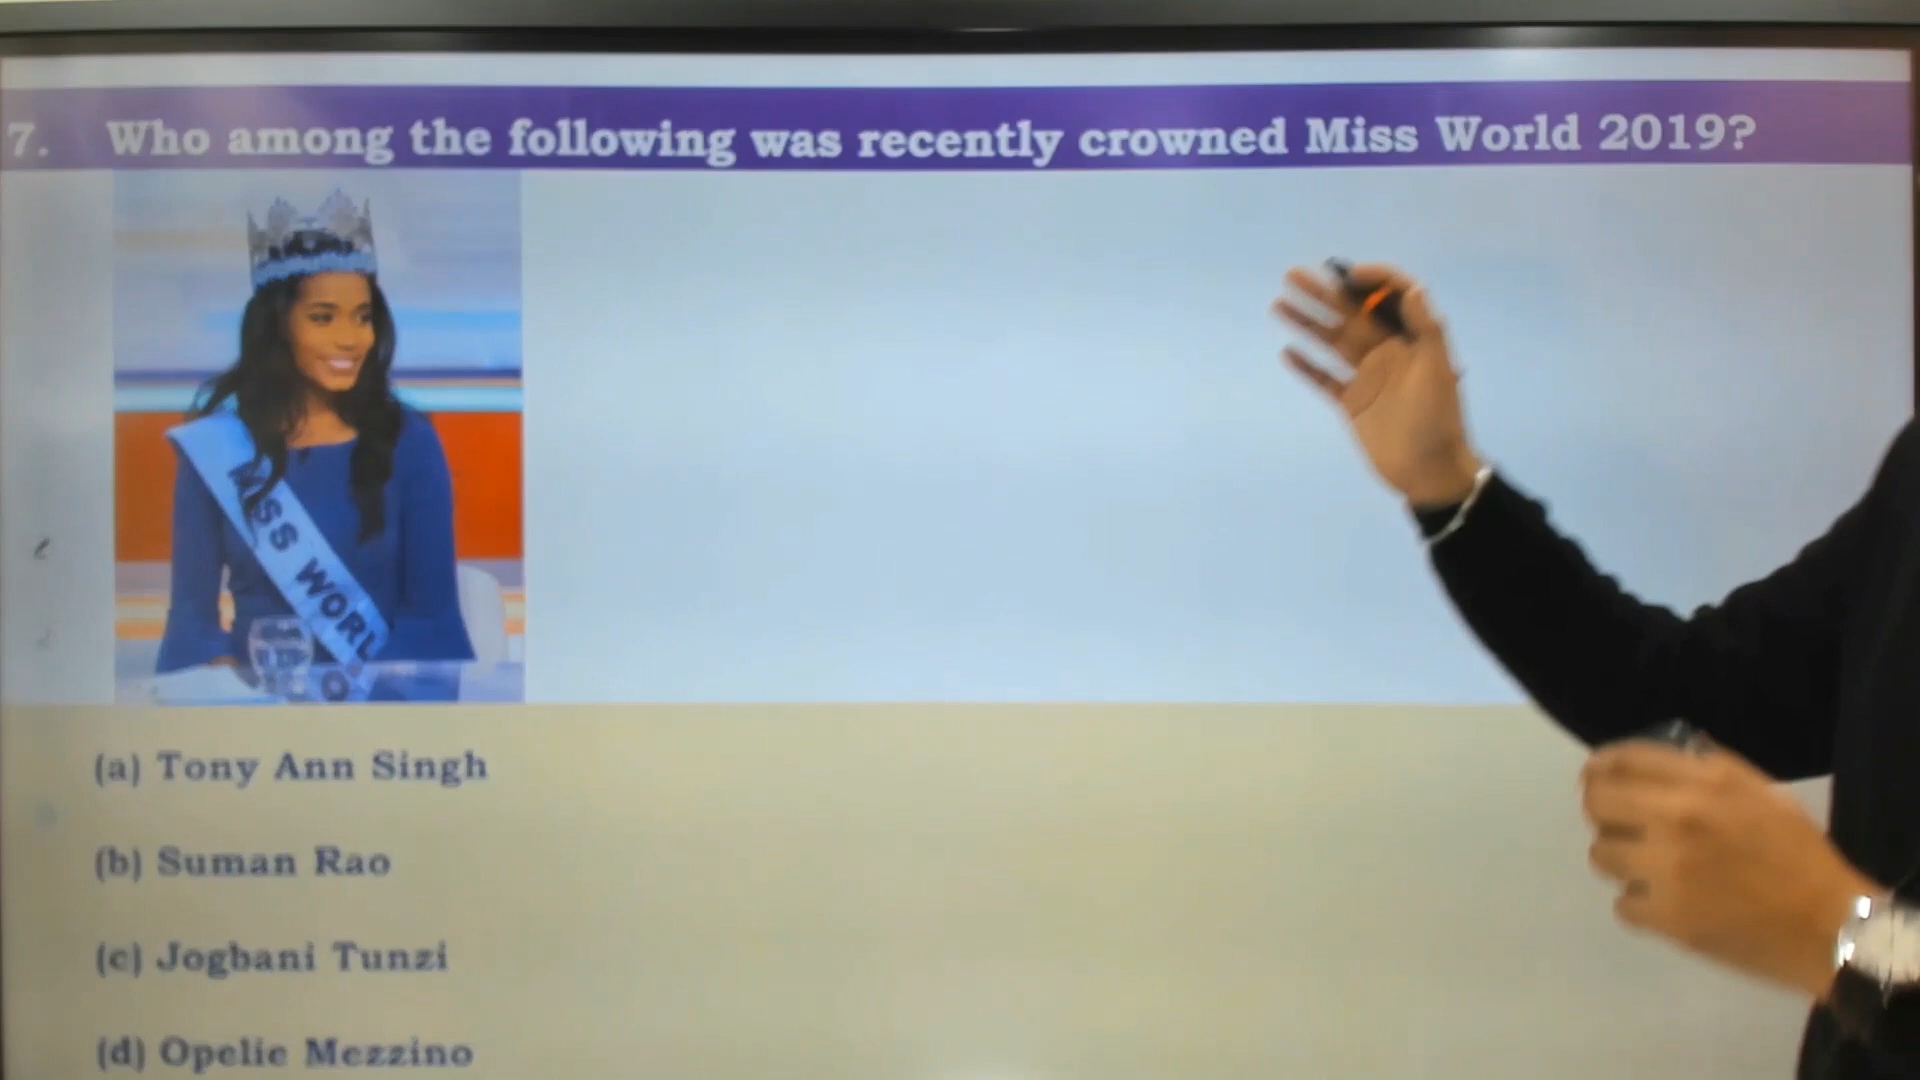 7. Who among the following was recently crowned Miss World 2019?
MISS WORL
(a) Tony Ann Singh
(b) Suman Rao
(c) Jogbani Tunzi
(d) Opelie Mezzino